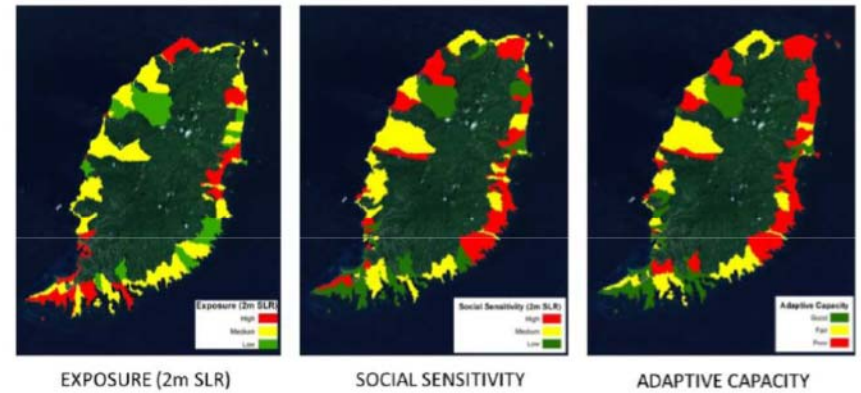 Exposure (2m SLR)
High
Medium
Low
Social Sensitivity (2m SLR)
High
Medium
Low
Adaptive Capacity
Good
Fair
Poor
EXPOSURE (2m SLR)
SOCIAL SENSITIVITY
ADAPTIVE CAPACITY